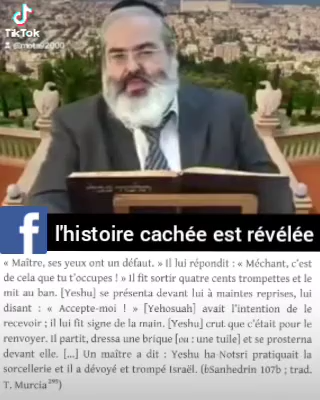 TikTok
l'histoire cachée est révélée
« Maître, ses yeux ont un défaut. » Il lui répondit : « Méchant, c'est
de cela que tu t'occupes ! » Il fit sortir quatre cents trompettes et le
mit au ban. [Yeshu] se présenta devant lui à maintes reprises, lui
disant : « Accepte-moi ! » [Yehosuah] avait l'intention de le
recevoir ; il lui fit signe de la main. [Yeshu] crut que c'était pour le
renvoyer. Il partit, dressa une brique [ou : une tuile] et se prosterna
devant elle. [...] Un maître a dit : Yeshu ha-Notsri pratiquait la
sorcellerie et il a dévoyé et trompé Israël. (bSanhedrin 107b ; trad.
T. Murcia